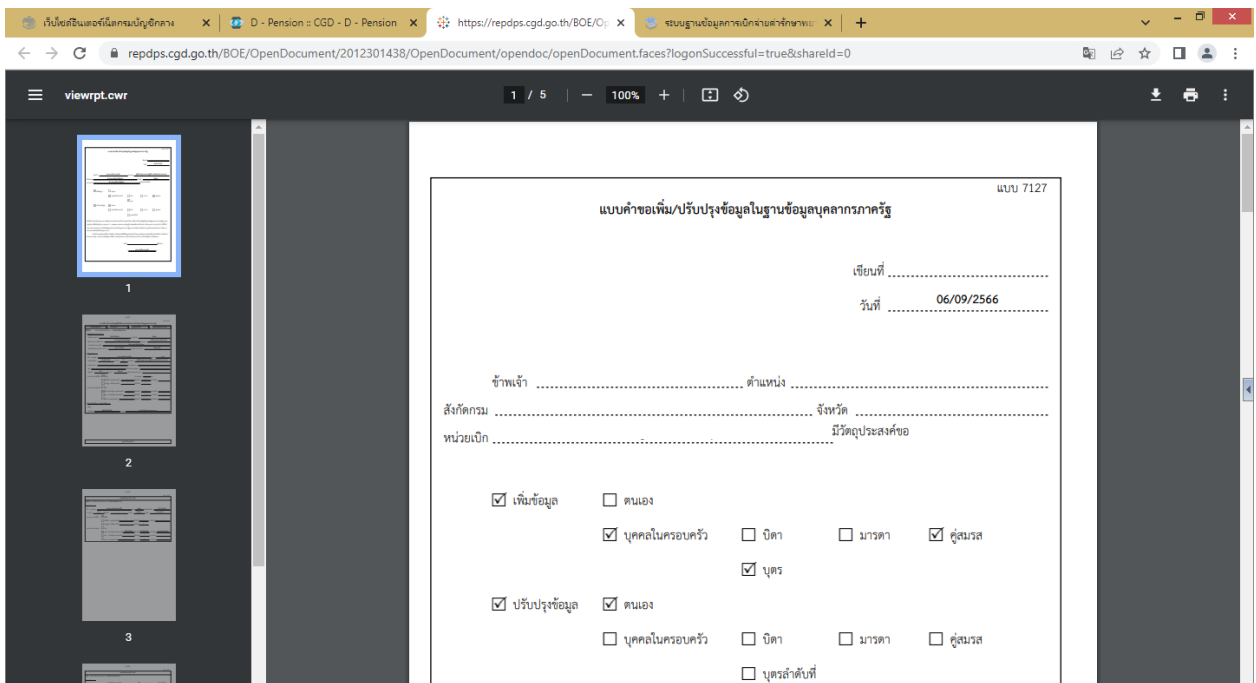 เว็บไซต์อินเตอร์เน็ตกรมบัญชีกลาง
D - Pension :: CGD - D - Pension
https://repdps.cgd.go.th/BOE/Op
ระบบฐานข้อมูลการเบิกจ่ายค่ารักษาพยา
repdps.cgd.go.th/BOE/OpenDocument/2012301438/OpenDocument/opendoc/openDocument.faces?logonSuccessful=true&shareId=0
viewrpt.cwr
1 / 5
100%
1
2
3
แบบ 7127
แบบคำขอเพิ่ม/ปรับปรุงข้อมูลในฐานข้อมูลบุคลากรภาครัฐ
เขียนที่
วันที่ 06/09/2566
ข้าพเจ้า ตำแหน่ง
สังกัดกรม จังหวัด
หน่วยเบิก มีวัตถุประสงค์ขอ
เพิ่มข้อมูล ตนเอง
บุคคลในครอบครัว บิดา มารดา คู่สมรส
บุตร
ปรับปรุงข้อมูล ตนเอง
บุคคลในครอบครัว บิดา มารดา คู่สมรส
บุตรลำดับที่